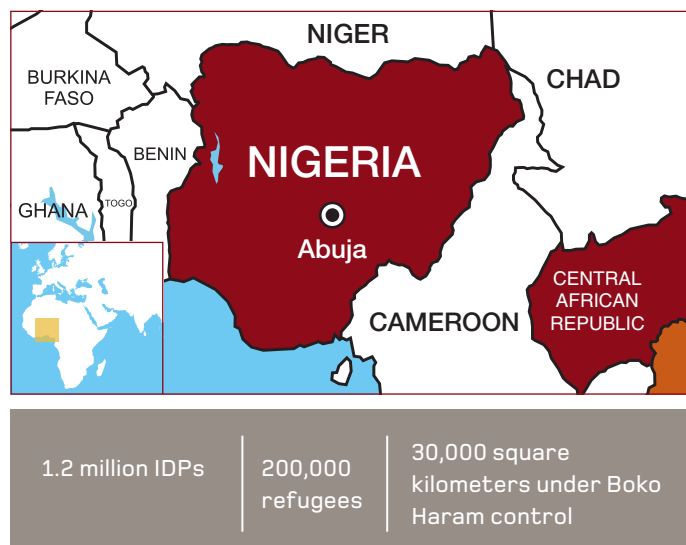 NIGER
CHAD
BURKINA
FASO
BENIN
NIGERIA
GHANA
TOGO
Abuja
CENTRAL
AFRICAN
REPUBLIC
CAMEROON
1.2 million IDPs
200,000
refugees
30,000 square
kilometers under Boko
Haram control